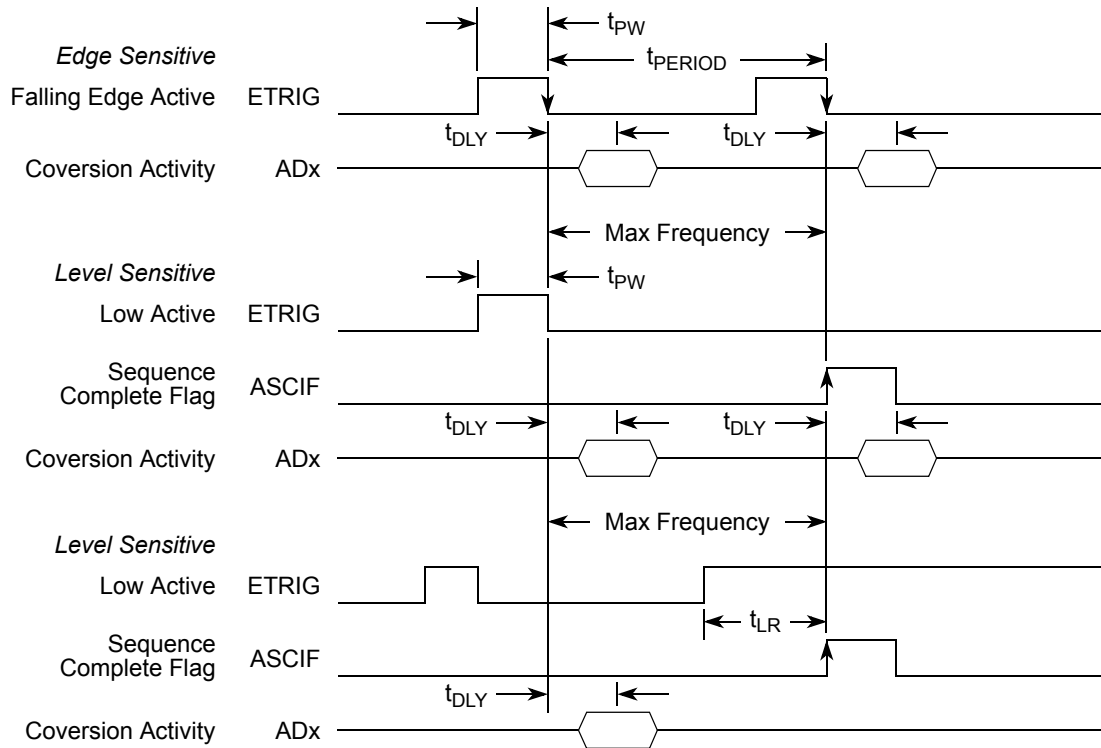 t_PW
Edge Sensitive
t_PERIOD
Falling Edge Active ETRIG
t_DLY t_DLY
Coversion Activity ADx
Max Frequency
Level Sensitive
t_PW
Low Active ETRIG
Sequence
Complete Flag ASCIF
t_DLY t_DLY
Coversion Activity ADx
Max Frequency
Level Sensitive
Low Active ETRIG
t_LR
Sequence
Complete Flag ASCIF
t_DLY
Coversion Activity ADx